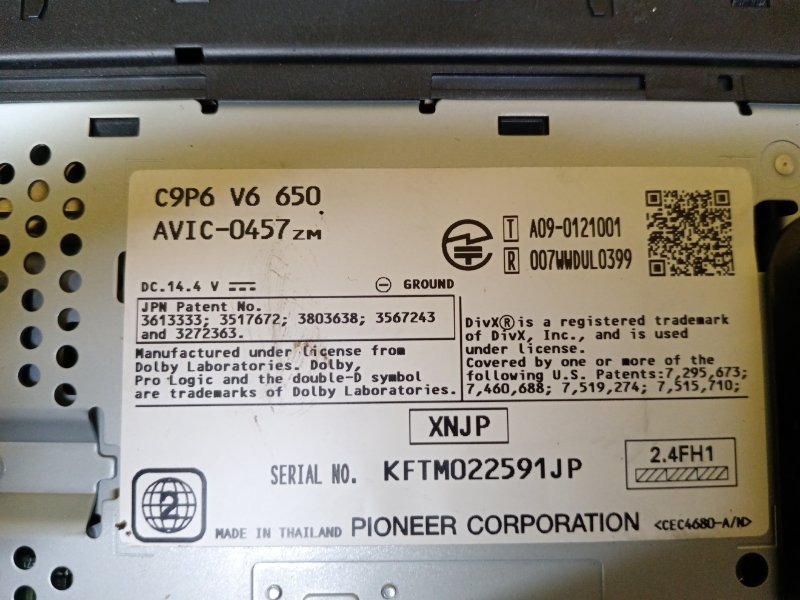 C9P6 V6 650
AVIC-0457ZM
T A09-0121001
R 007WWDUL0399
DC.14.4 V
GROUND
JPN Patent No.
3613333; 3517672; 3803638; 3567243
and 3272363.
Manufactured under license from
Dolby Laboratories. Dolby,
Pro Logic and the double-D symbol
are trademarks of Dolby Laboratories.
DivX® is a registered trademark
of DivX, Inc., and is used
under license.
Covered by one or more of the
following U.S. Patents:7,295,673;
7,460,688; 7,519,274; 7,515,710;
XNJP
SERIAL NO. KFTM022591JP
2.4FH1
2
MADE IN THAILAND PIONEER CORPORATION <CEC4680-A/N>